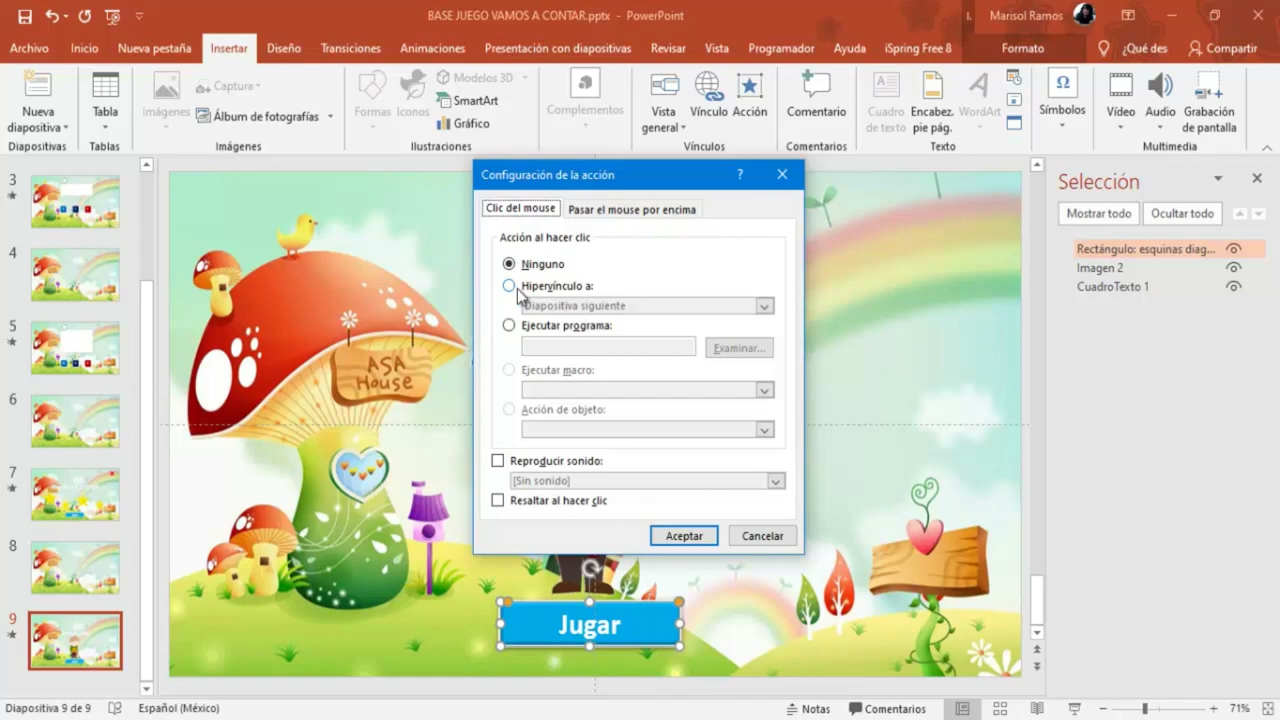 BASE JUEGO VAMOS A CONTAR.pptx - PowerPoint
Marisol Ramos
Archivo Inicio Nueva pestaña Insertar Diseño Transiciones Animaciones Presentación con diapositivas Revisar Vista Programador Ayuda iSpring Free 8 Formato ¿Qué des Compartir
Nueva diapositiva
Tabla
Imágenes
Captura
Álbum de fotografías
Formas
Iconos
Modelos 3D
SmartArt
Gráfico
Complementos
Vista general
Vínculo
Acción
Comentario
Cuadro de texto
Encabez. pie pág.
WordArt
Símbolos
Vídeo
Audio
Grabación de pantalla
Diapositivas Tablas Imágenes Ilustraciones Vínculos Comentarios Texto Multimedia
3
4
5
6
7
8
9
ASA
House
Configuración de la acción
Clic del mouse Pasar el mouse por encima
Acción al hacer clic
Ninguno
Hipervínculo a:
Diapositiva siguiente
Ejecutar programa:
Examinar...
Ejecutar macro:
Acción de objeto:
Reproducir sonido:
[Sin sonido]
Resaltar al hacer clic
Aceptar Cancelar
Jugar
Selección
Mostrar todo Ocultar todo
Rectángulo: esquinas diag...
Imagen 2
CuadroTexto 1
Diapositiva 9 de 9 Español (México) Notas Comentarios 71%